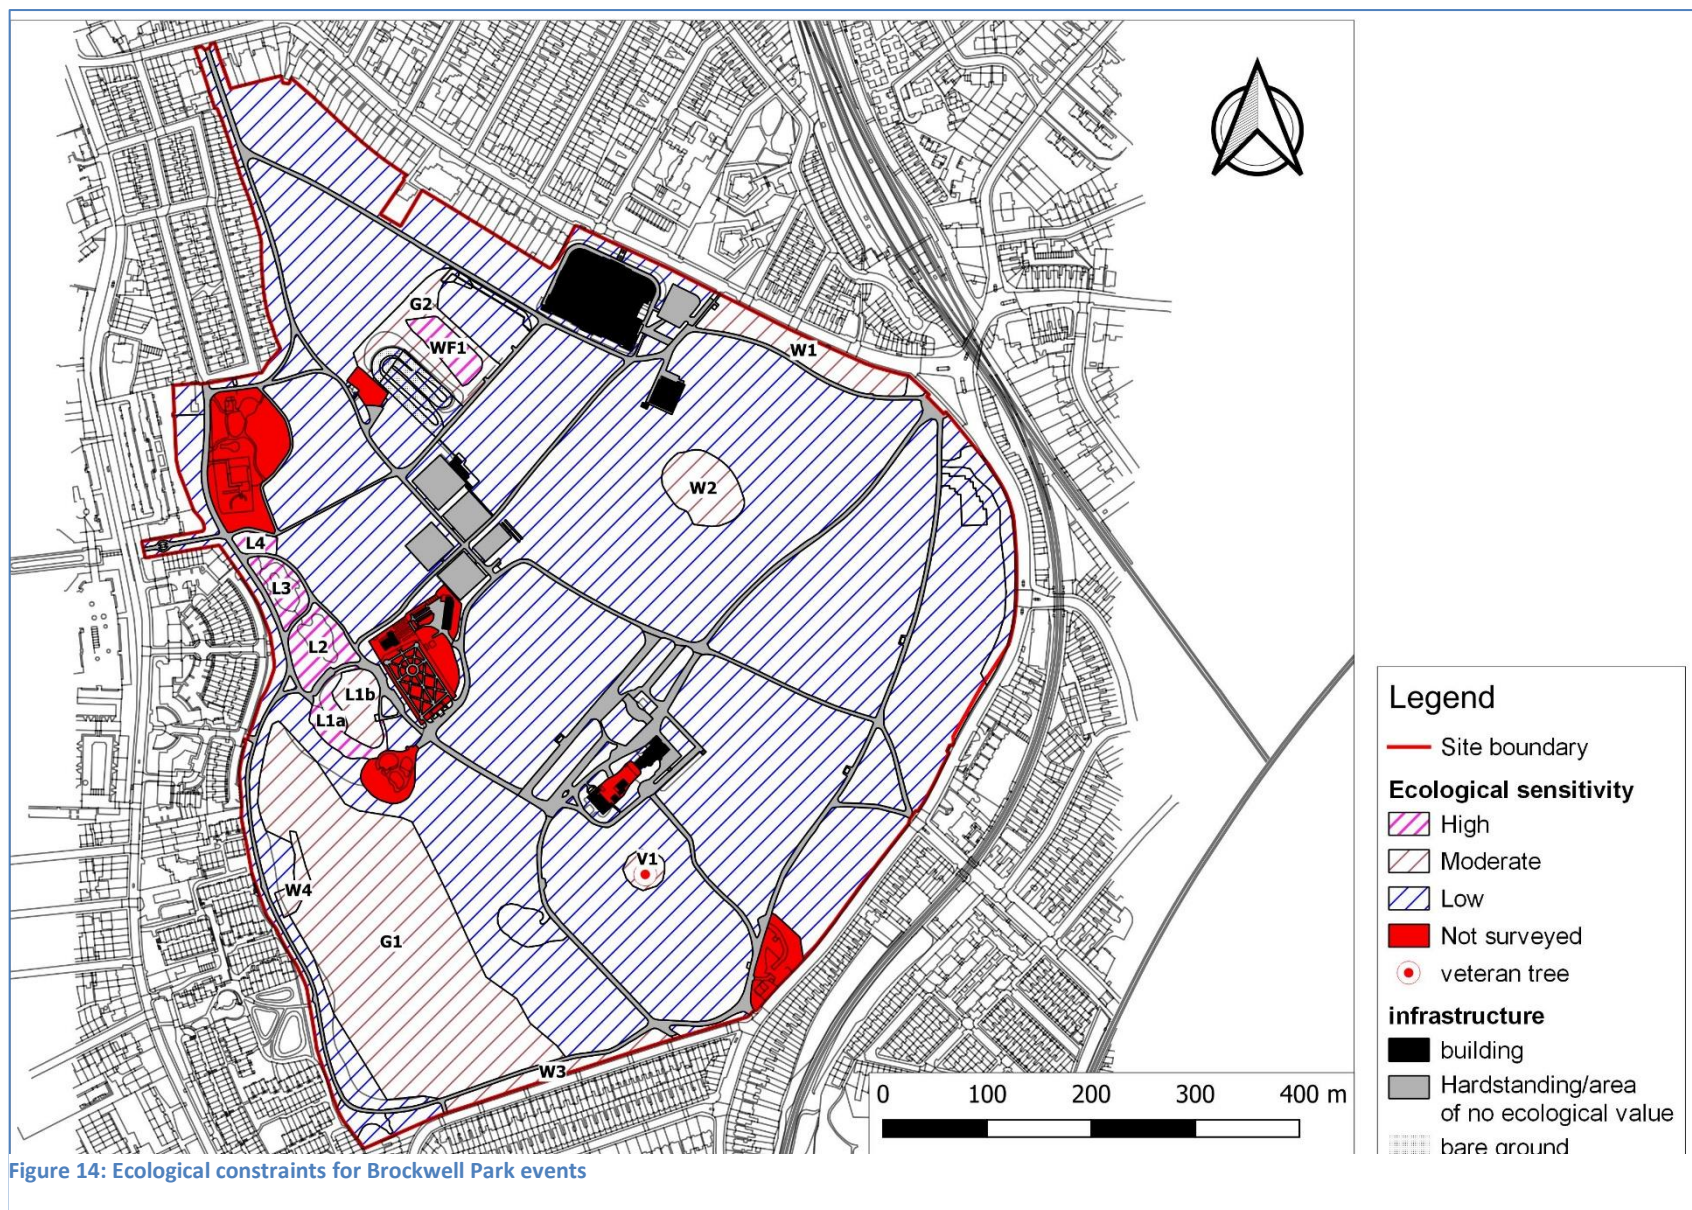 G2
WF1
W1
W2
L4
L3
L2
L1b
L1a
V1
W4
G1
W3
0 100 200 300 400 m
Legend
Site boundary
Ecological sensitivity
High
Moderate
Low
Not surveyed
veteran tree
infrastructure
building
Hardstanding/area
of no ecological value
bare ground
Figure 14: Ecological constraints for Brockwell Park events